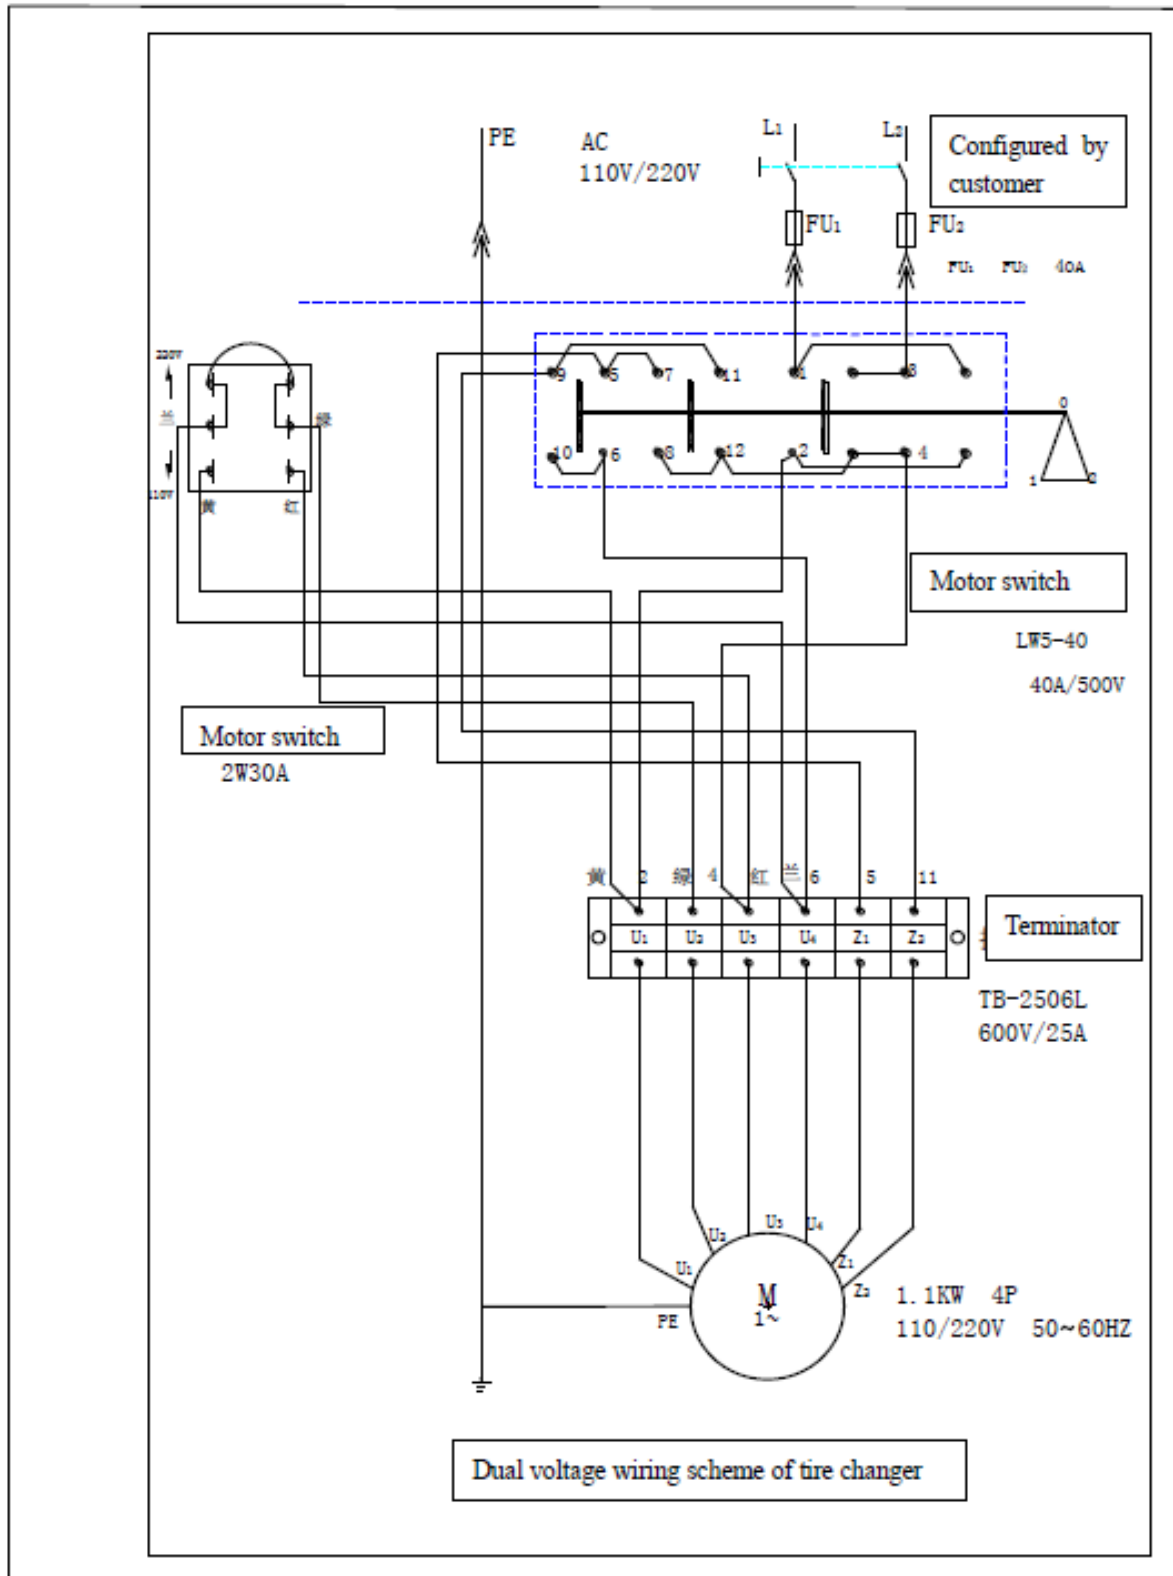 PE
AC
110V/220V
L1
L2
Configured by
customer
FU1
FU2
FU1 FU2 40A
220V
兰
绿
110V
黄
红
9
5
7
11
1
3
10
6
8
12
2
4
0
1
2
Motor switch
LW5-40
40A/500V
Motor switch
2W30A
黄
2
绿
4
红
兰
6
5
11
U1
U2
U3
U4
Z1
Z2
Terminator
TB-2506L
600V/25A
U1
U2
U3
U4
Z1
Z2
PE
M
1~
1.1KW 4P
110/220V 50~60HZ
Dual voltage wiring scheme of tire changer